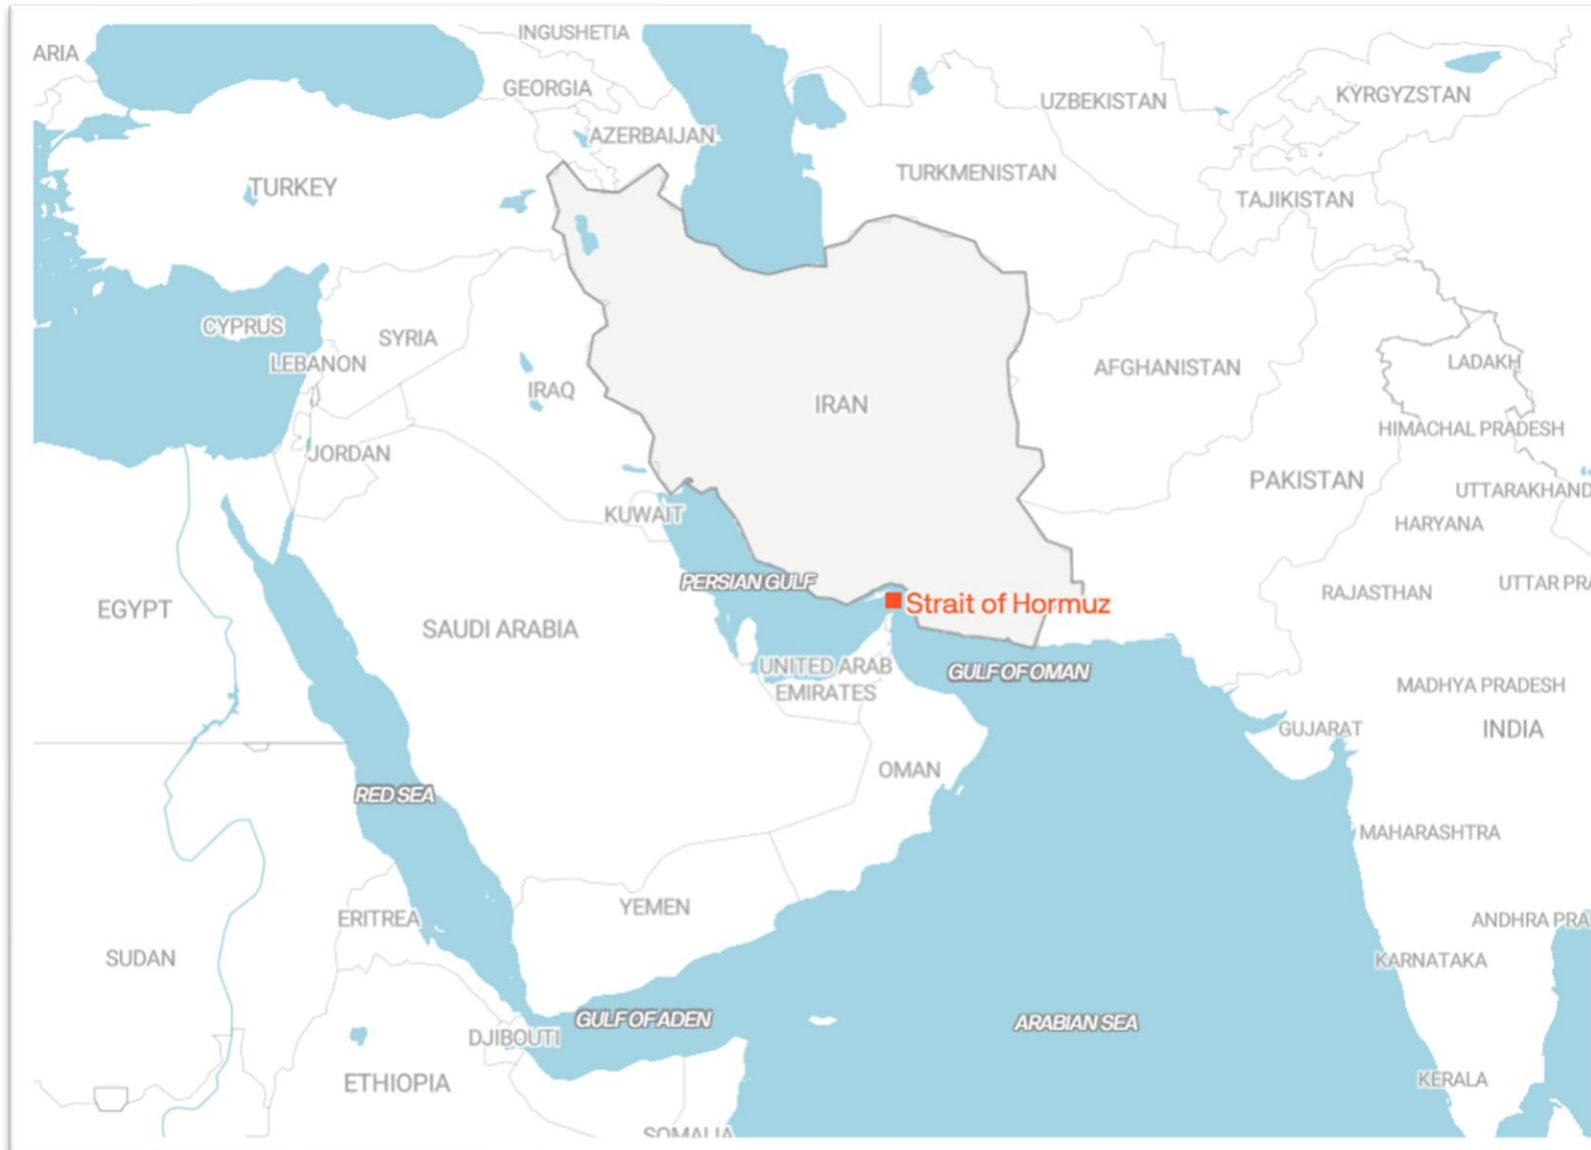 INGUSHETIA
ARIA
GEORGIA
KYRGYZSTAN
UZBEKISTAN
AZERBAIJAN
TURKMENISTAN
TURKEY
TAJIKISTAN
CYPRUS
SYRIA
LEBANON
LADAKH
AFGHANISTAN
IRAQ
IRAN
HIMACHAL PRADESH
JORDAN
PAKISTAN
UTTARAKHAND
KUWAIT
HARYANA
PERSIAN GULF
UTTAR PRA
RAJASTHAN
Strait of Hormuz
EGYPT
SAUDI ARABIA
UNITED ARAB
EMIRATES
GULF OF OMAN
MADHYA PRADESH
GUJARAT
INDIA
OMAN
RED SEA
MAHARASHTRA
YEMEN
ERITREA
ANDHRA PRA
SUDAN
KARNATAKA
GULF OF ADEN
ARABIAN SEA
DJIBOUTI
ETHIOPIA
KERALA
SOMALIA